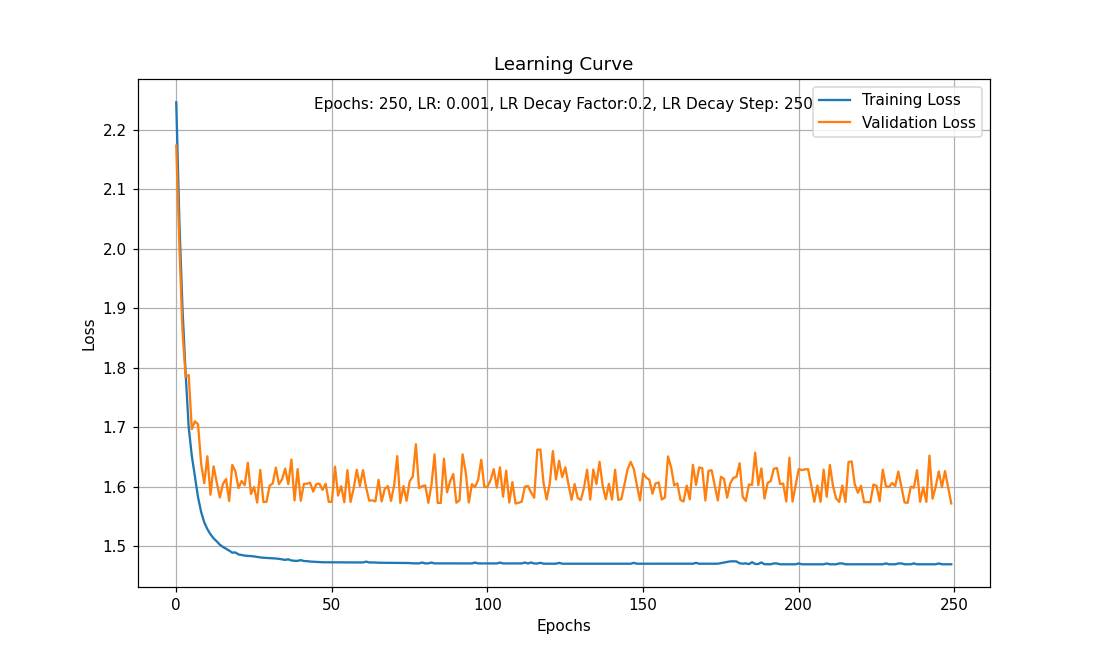 Learning Curve
Epochs: 250, LR: 0.001, LR Decay Factor:0.2, LR Decay Step: 250
Training Loss
Validation Loss
2.2
2.1
2.0
1.9
1.8
1.7
1.6
1.5
Loss
0
50
100
150
200
250
Epochs